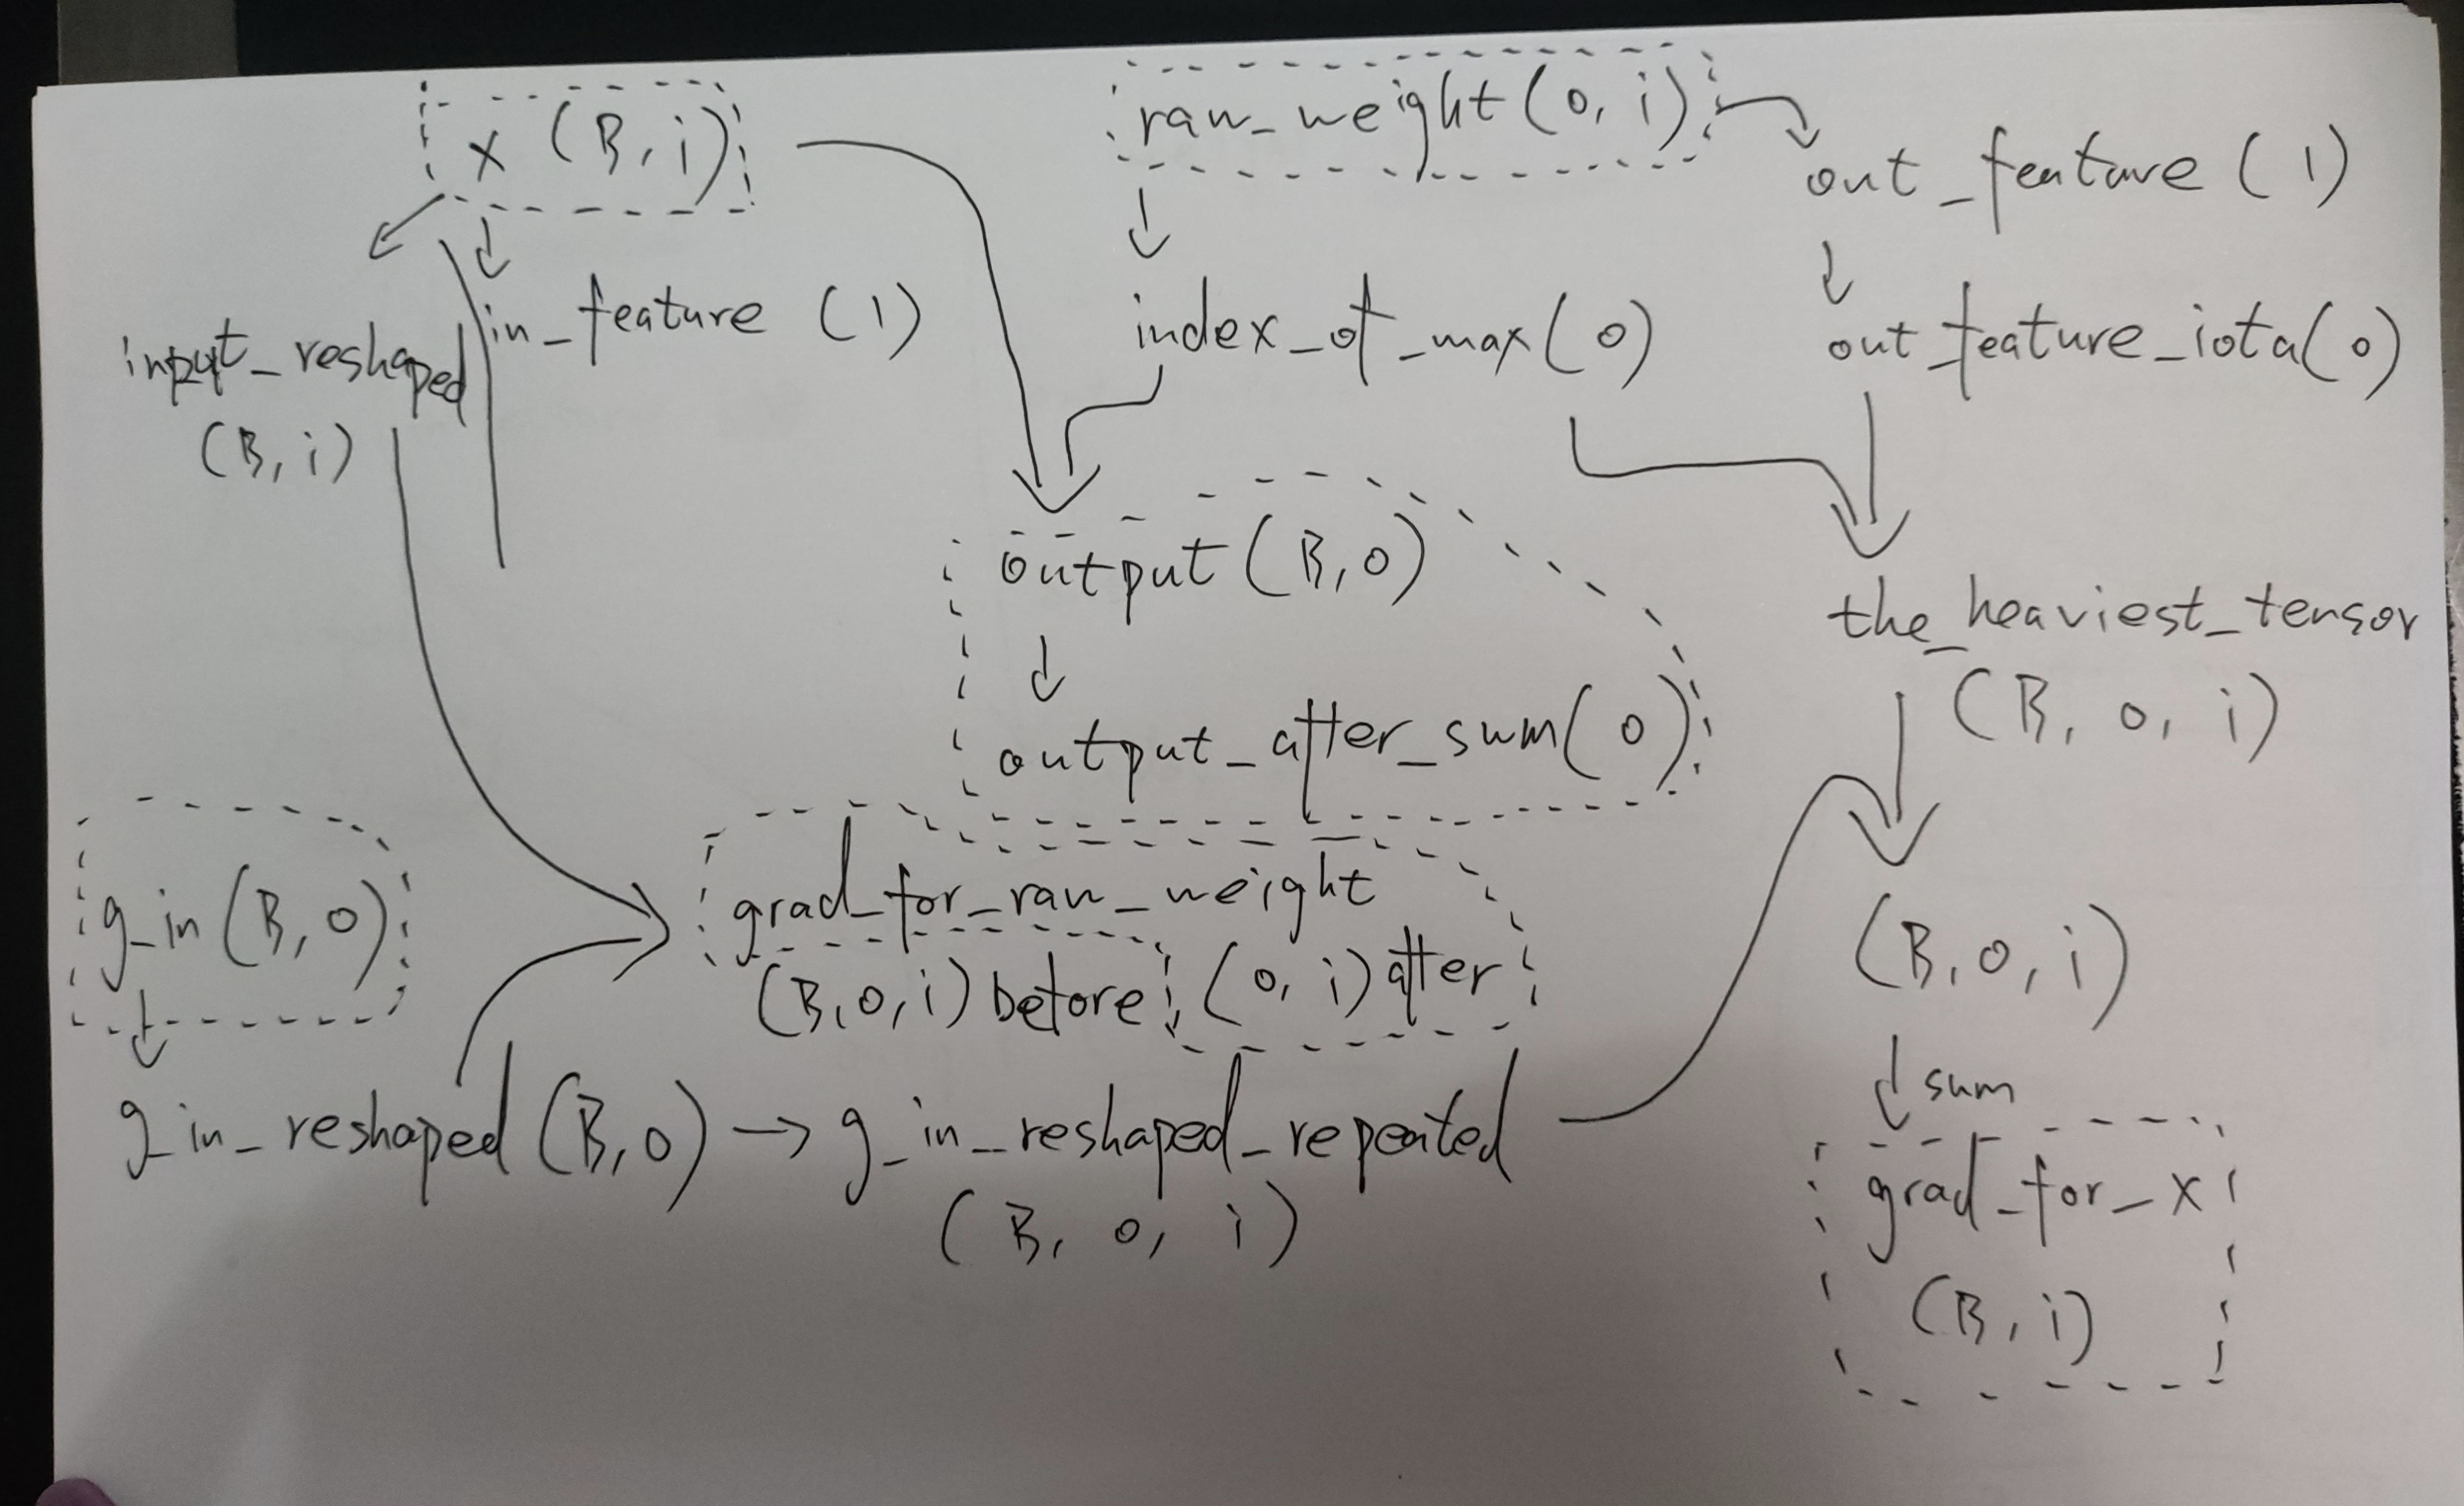 x (B, i)
raw_weight(o, i)
out_feature (1)
input_reshaped
(B, i)
in_feature (1)
index_of_max(o)
out_feature_iota(o)
output(B, o)
the_heaviest_tensor
(B, o, i)
output_after_sum(o)
g_in(B, o)
grad_for_raw_weight
(B, o, i) before (o, i) after
(B, o, i)
sum
g_in_reshaped (B, o) → g_in_reshaped_repeated
(B, o, i)
grad_for_x
(B, i)